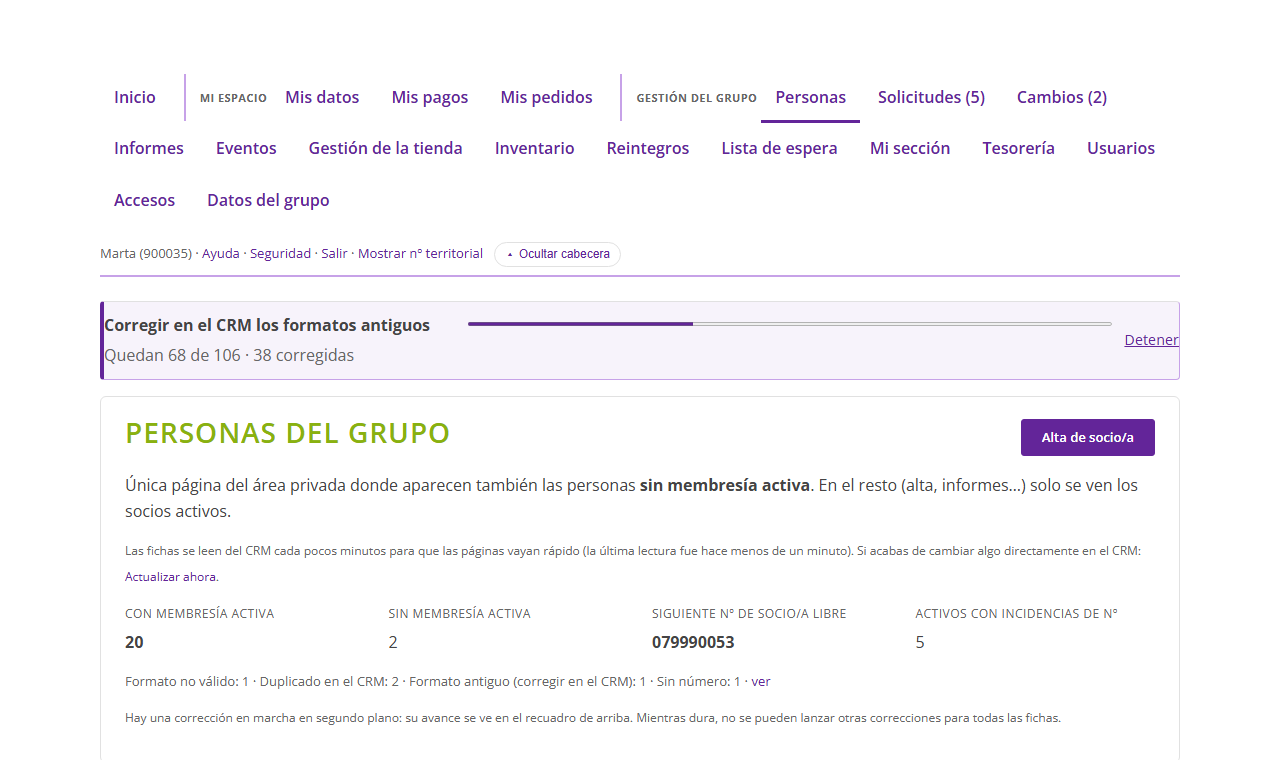 Inicio MI ESPACIO Mis datos Mis pagos Mis pedidos GESTIÓN DEL GRUPO Personas Solicitudes (5) Cambios (2)
Informes Eventos Gestión de la tienda Inventario Reintegros Lista de espera Mi sección Tesorería Usuarios
Accesos Datos del grupo
Marta (900035) · Ayuda · Seguridad · Salir · Mostrar nº territorial ▲ Ocultar cabecera
Corregir en el CRM los formatos antiguos
Detener
Quedan 68 de 106 · 38 corregidas
PERSONAS DEL GRUPO
Alta de socio/a
Única página del área privada donde aparecen también las personas sin membresía activa. En el resto (alta, informes…) solo se ven los
socios activos.
Las fichas se leen del CRM cada pocos minutos para que las páginas vayan rápido (la última lectura fue hace menos de un minuto). Si acabas de cambiar algo directamente en el CRM:
Actualizar ahora.
CON MEMBRESÍA ACTIVA SIN MEMBRESÍA ACTIVA SIGUIENTE Nº DE SOCIO/A LIBRE ACTIVOS CON INCIDENCIAS DE Nº
20 2 079990053 5
Formato no válido: 1 · Duplicado en el CRM: 2 · Formato antiguo (corregir en el CRM): 1 · Sin número: 1 · ver
Hay una corrección en marcha en segundo plano: su avance se ve en el recuadro de arriba. Mientras dura, no se pueden lanzar otras correcciones para todas las fichas.